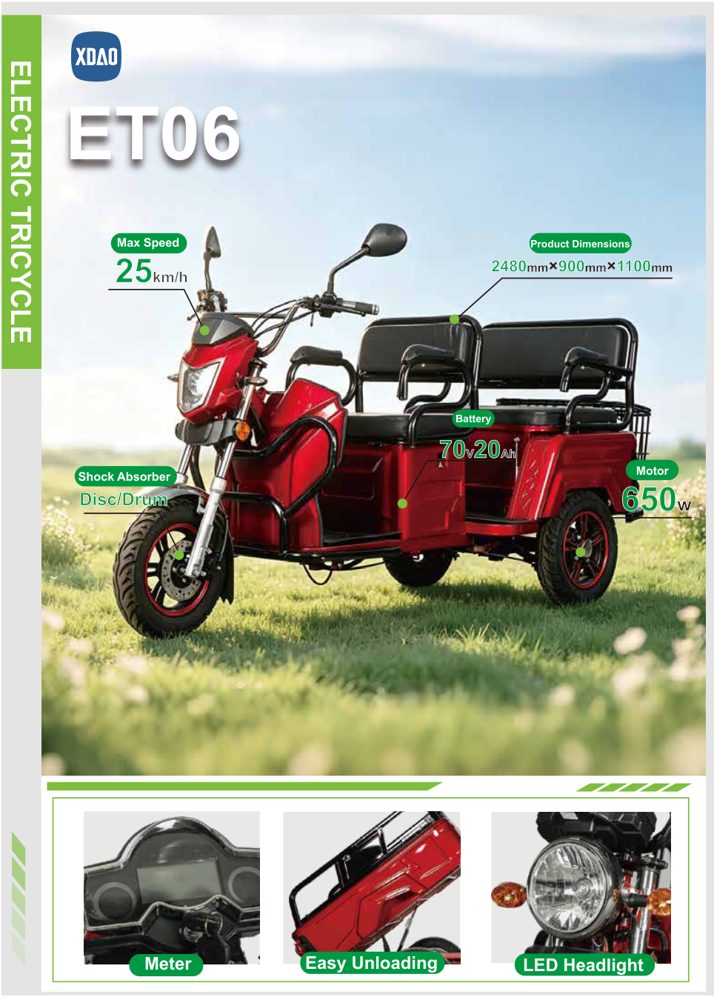 ELECTRIC TRICYCLE
XDAO
ET06
Max Speed
25km/h
Product Dimensions
2480mm×900mm×1100mm
Battery
70V20Ah
Shock Absorber
Disc/Drum
Motor
650W
Meter
Easy Unloading
LED Headlight